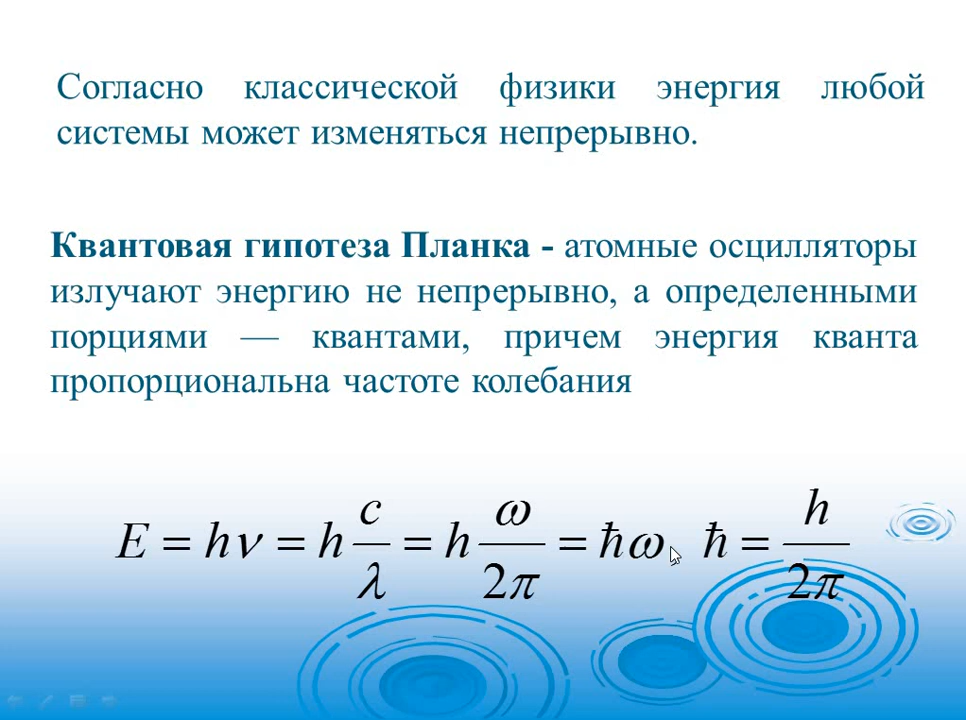 Согласно классической физики энергия любой
системы может изменяться непрерывно.
Квантовая гипотеза Планка - атомные осцилляторы
излучают энергию не непрерывно, а определенными
порциями — квантами, причем энергия кванта
пропорциональна частоте колебания
E = hν = h c/λ = h ω/2π = ħω, ħ = h/2π